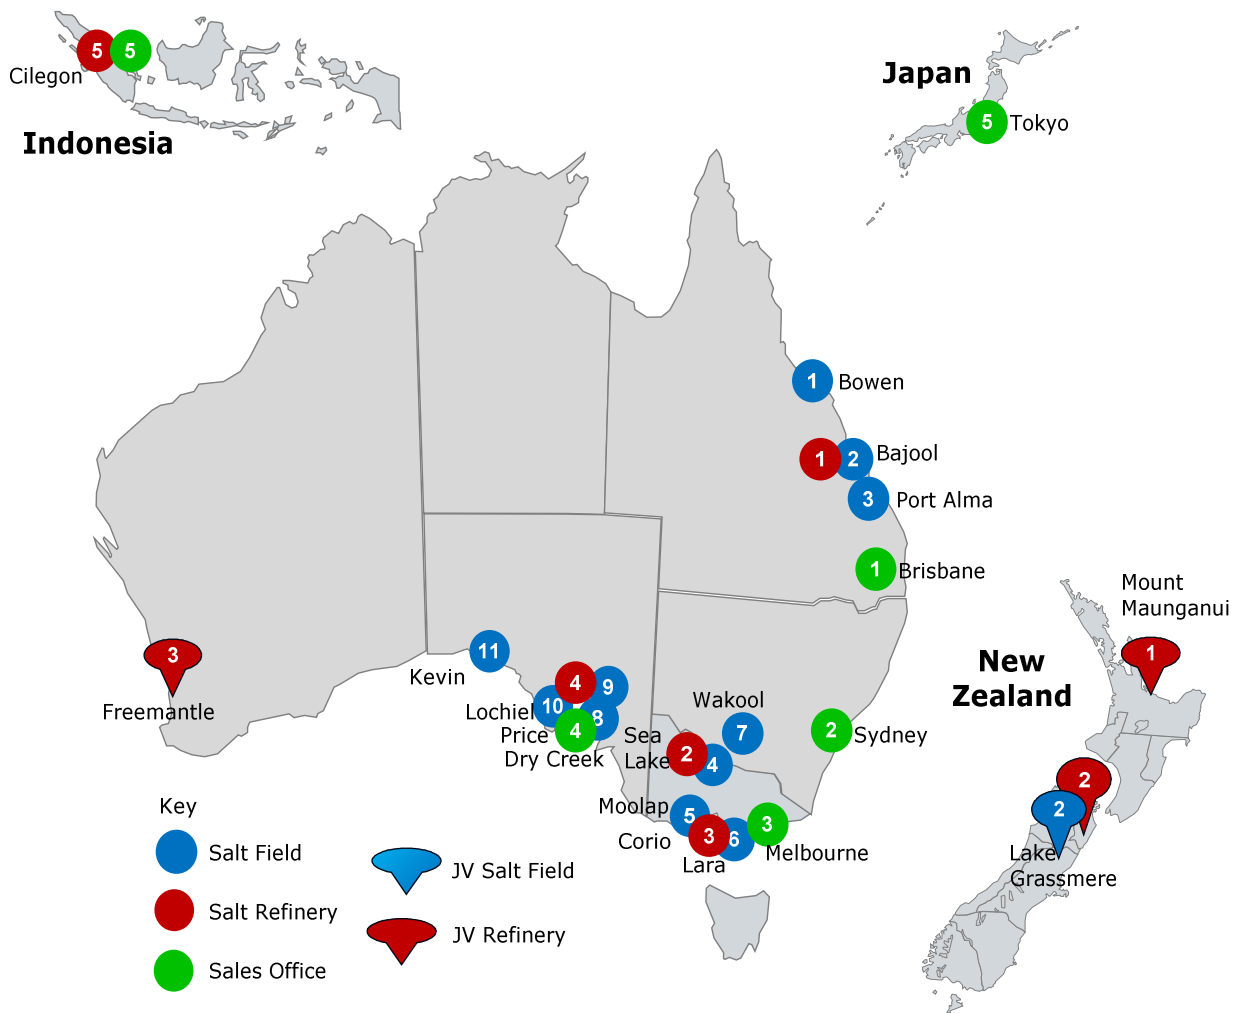 5 5
Cilegon
Indonesia
Japan
5 Tokyo
1 Bowen
1 2 Bajool
3 Port Alma
1 Brisbane
Mount
Maunganui
1
New
Zealand
3
Freemantle
11
Kevin
4 9
10 8
Lochiel
Price
4
Dry Creek
Wakool
7
Sea
Lake
2 4
2 Sydney
Moolap
5
Corio
3 6
Lara
3
Melbourne
2
2
Lake
Grassmere
Key
Salt Field
Salt Refinery
Sales Office
JV Salt Field
JV Refinery